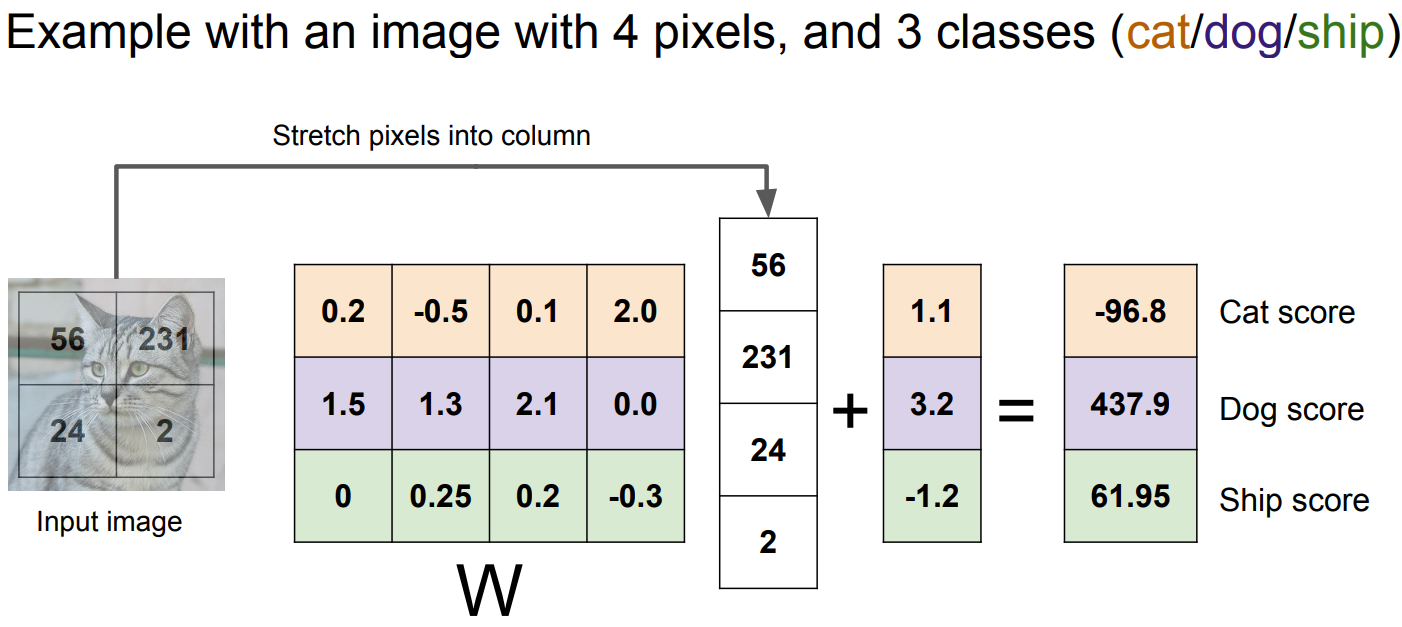 Example with an image with 4 pixels, and 3 classes (cat/dog/ship)
Stretch pixels into column
56 231
24 2
Input image
0.2 -0.5 0.1 2.0
1.5 1.3 2.1 0.0
0 0.25 0.2 -0.3
W
56
231
24
2
+
1.1
3.2
-1.2
=
-96.8 Cat score
437.9 Dog score
61.95 Ship score